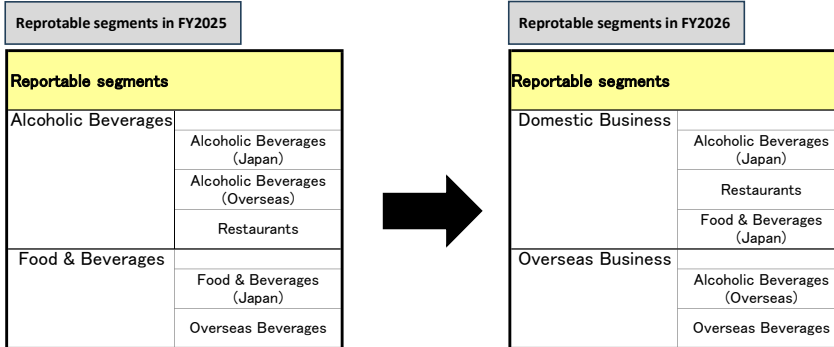 Reprotable segments in FY2025
Reportable segments
Alcoholic Beverages
Alcoholic Beverages
(Japan)
Alcoholic Beverages
(Overseas)
Restaurants
Food & Beverages
Food & Beverages
(Japan)
Overseas Beverages
Reprotable segments in FY2026
Reportable segments
Domestic Business
Alcoholic Beverages
(Japan)
Restaurants
Food & Beverages
(Japan)
Overseas Business
Alcoholic Beverages
(Overseas)
Overseas Beverages